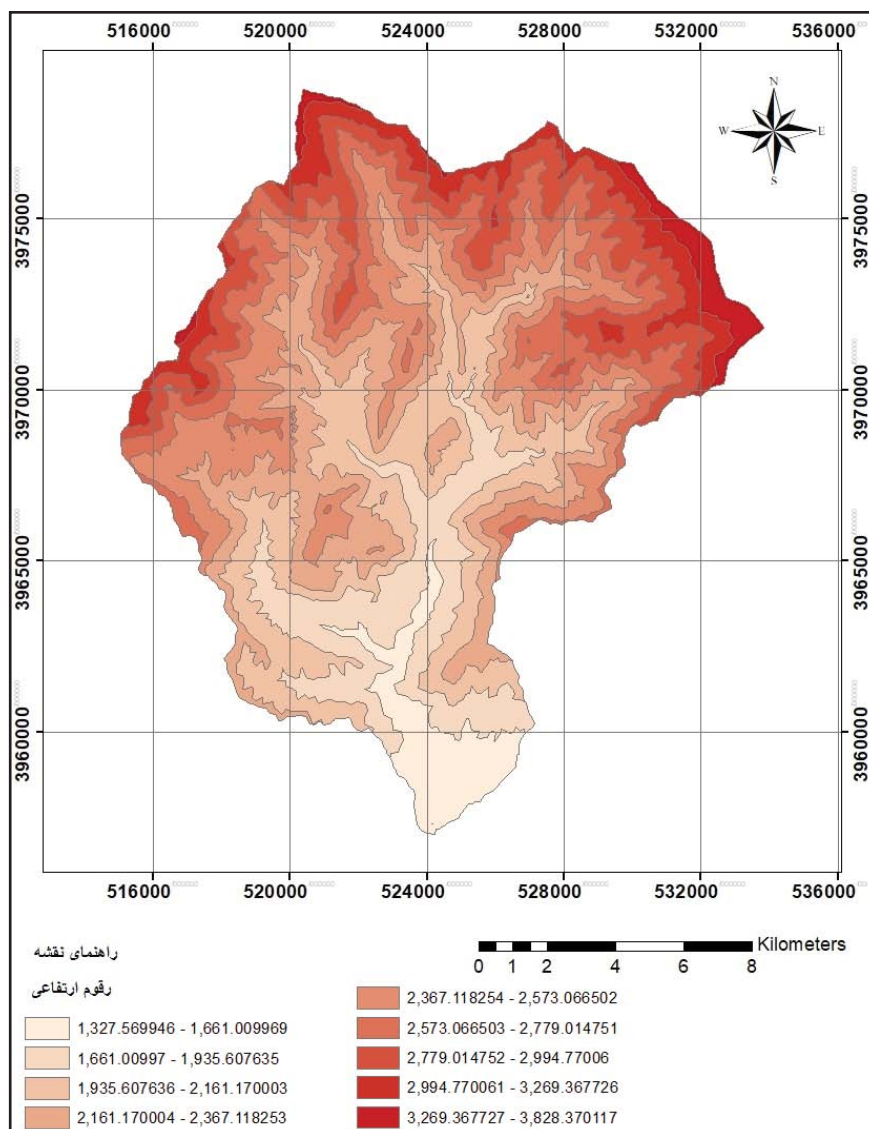 516000 520000 524000 528000 532000 536000
N
W E
S
3975000 3975000
3970000 3970000
3965000 3965000
3960000 3960000
516000 520000 524000 528000 532000 536000
راهنمای نقشه
Kilometers
0 1 2 4 6 8
رقوم ارتفاعی
1,327.569946 - 1,661.009969
1,661.00997 - 1,935.607635
1,935.607636 - 2,161.170003
2,161.170004 - 2,367.118253
2,367.118254 - 2,573.066502
2,573.066503 - 2,779.014751
2,779.014752 - 2,994.77006
2,994.770061 - 3,269.367726
3,269.367727 - 3,828.370117